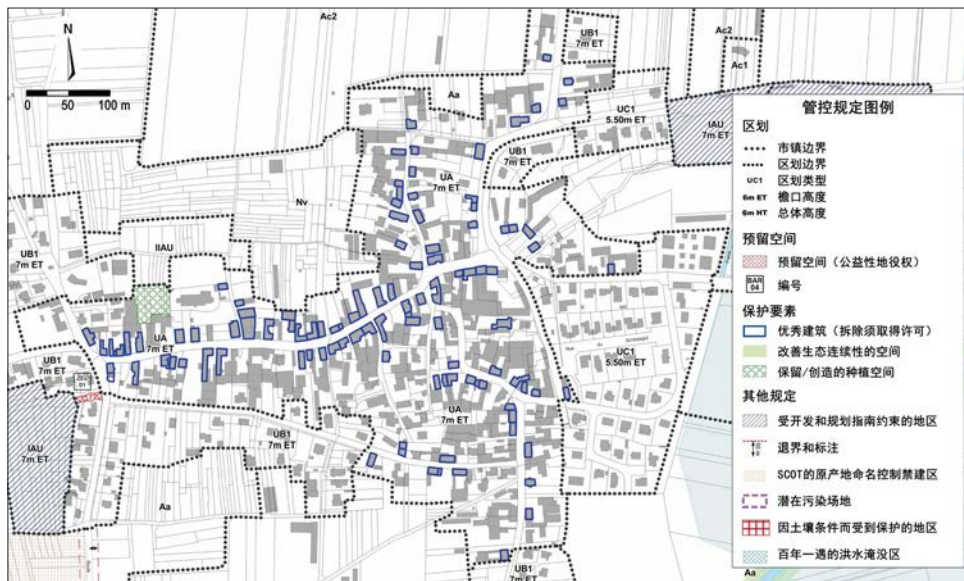 Ac2
UB1
7m ET
Ac2
Ac1
N
0 50 100 m
Aa
UC1
5.50m ET
IAU
7m ET
UB1
7m ET
UA
7m ET
Nv
IIAU
UB1
7m ET
UA
7m ET
UB1
7m ET
UC1
5.50m ET
UA
7m ET
UB1
7m ET
IAU
7m ET
Aa
UB1
7m ET
Aa
管控规定图例
区划
市镇边界
区划边界
UC1 区划类型
6m ET 檐口高度
6m HT 总体高度
预留空间
预留空间（公益性地役权）
BAR
04 编号
保护要素
优秀建筑（拆除须取得许可）
改善生态连续性的空间
保留/创造的种植空间
其他规定
受开发和规划指南约束的地区
退界和标注
SCOT的原产地命名控制禁建区
潜在污染场地
因土壤条件而受到保护的地区
百年一遇的洪水淹没区